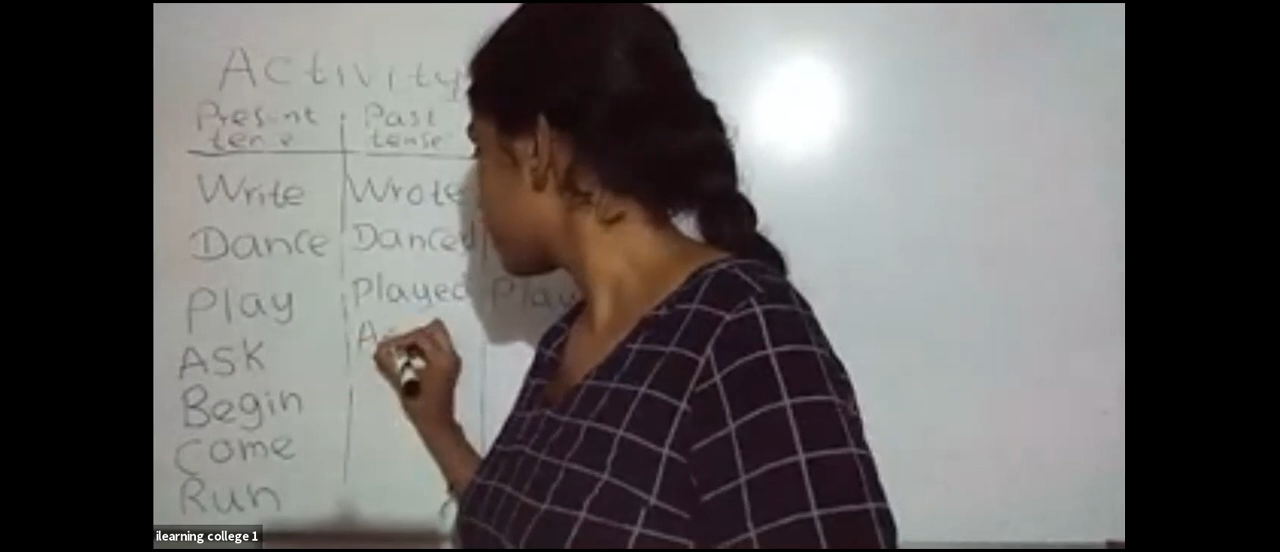 Activity
Present Past
tense tense
Write Wrote
Dance Danced
Play Played Play
ASK
Begin
Come
Run
ilearning college 1